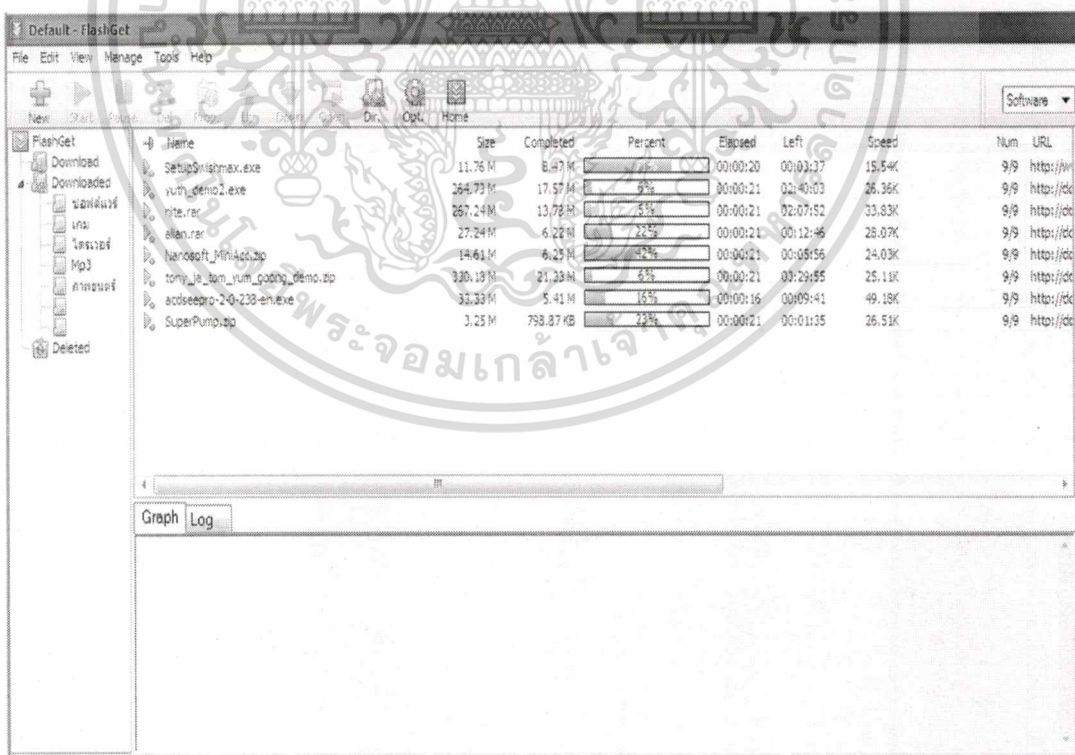 Default - FlashGet
File Edit View Manage Tools Help
New Start Pause Del Prop. Dir. Opt. Home
Software
FlashGet
Download
Downloaded
ซอฟต์แวร์
เกม
ไดรเวอร์
Mp3
ภาพยนตร์
Deleted
Name Size Completed Percent Elapsed Left Speed Num URL
SetupSwishmax.exe 11.76 M 8.47 M 00:00:20 00:03:37 15.54K 9/9
yuth_demo2.exe 264.73 M 17.57 M 6% 00:00:21 02:40:03 26.36K 9/9 http://dc
nite.rar 267.24 M 13.78 M 5% 00:00:21 02:07:52 33.83K 9/9 http://dc
alian.rar 27.24 M 6.22 M 22% 00:00:21 00:12:46 28.07K 9/9 http://dc
Nanosoft_MiniAcc.zip 14.61 M 6.25 M 42% 00:00:21 00:05:56 24.03K 9/9 http://dc
tony_ja_tom_yum_goong_demo.zip 330.18 M 21.33 M 6% 00:00:21 03:29:55 25.11K 9/9 http://dc
acdseepro-2-0-238-en.exe 33.33 M 5.41 M 16% 00:00:16 00:09:41 49.18K 9/9 http://dc
SuperPump.zip 3.25 M 798.87 KB 23% 00:00:21 00:01:35 26.51K 9/9 http://dc
Graph Log